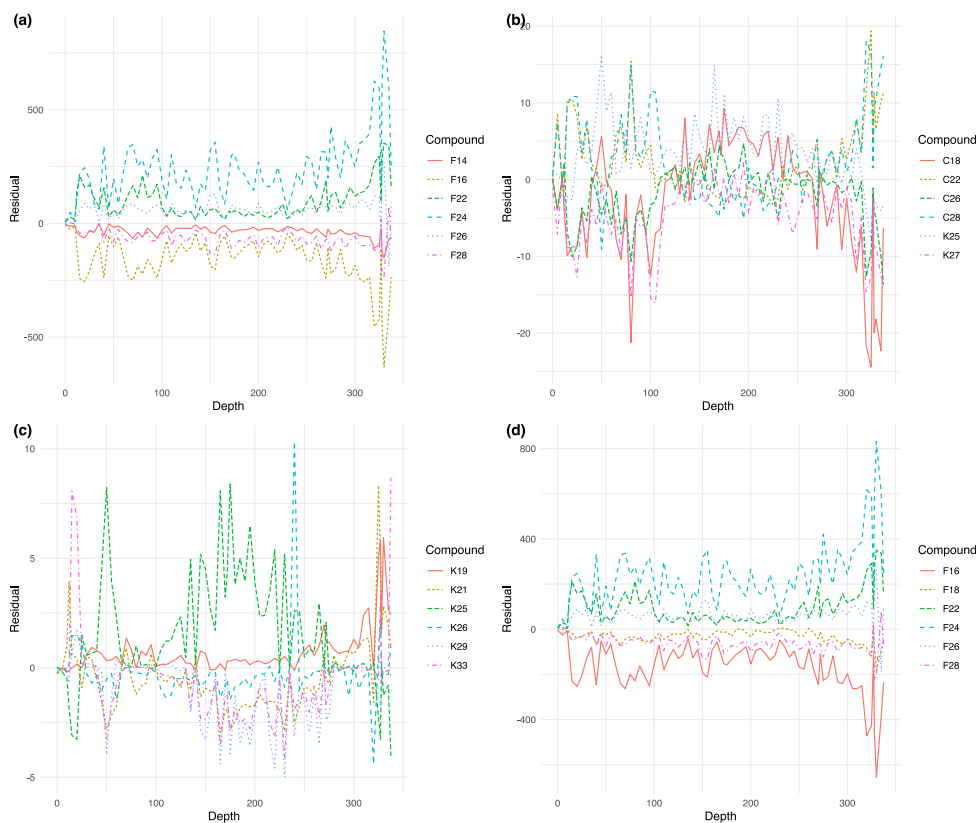 (a)
Residual
500
0
-500
0
100
200
300
Depth
Compound
F14
F16
F22
F24
F26
F28
(b)
Residual
20
10
0
-10
-20
0
100
200
300
Depth
Compound
C18
C22
C26
C28
K25
K27
(c)
Residual
10
5
0
-5
0
100
200
300
Depth
Compound
K19
K21
K25
K26
K29
K33
(d)
Residual
800
400
0
-400
0
100
200
300
Depth
Compound
F16
F18
F22
F24
F26
F28